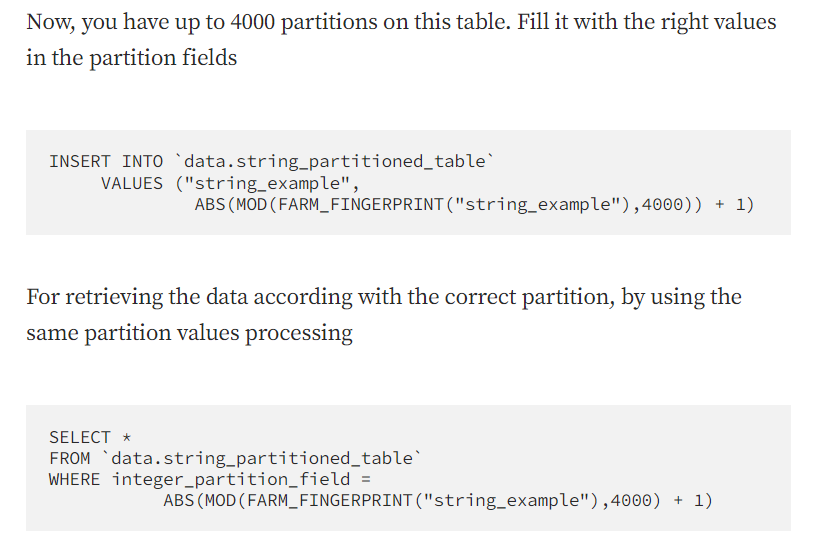 Now, you have up to 4000 partitions on this table. Fill it with the right values
in the partition fields
INSERT INTO `data.string_partitioned_table`
VALUES ("string_example",
ABS(MOD(FARM_FINGERPRINT("string_example"),4000)) + 1)
For retrieving the data according with the correct partition, by using the
same partition values processing
SELECT *
FROM `data.string_partitioned_table`
WHERE integer_partition_field =
ABS(MOD(FARM_FINGERPRINT("string_example"),4000) + 1)